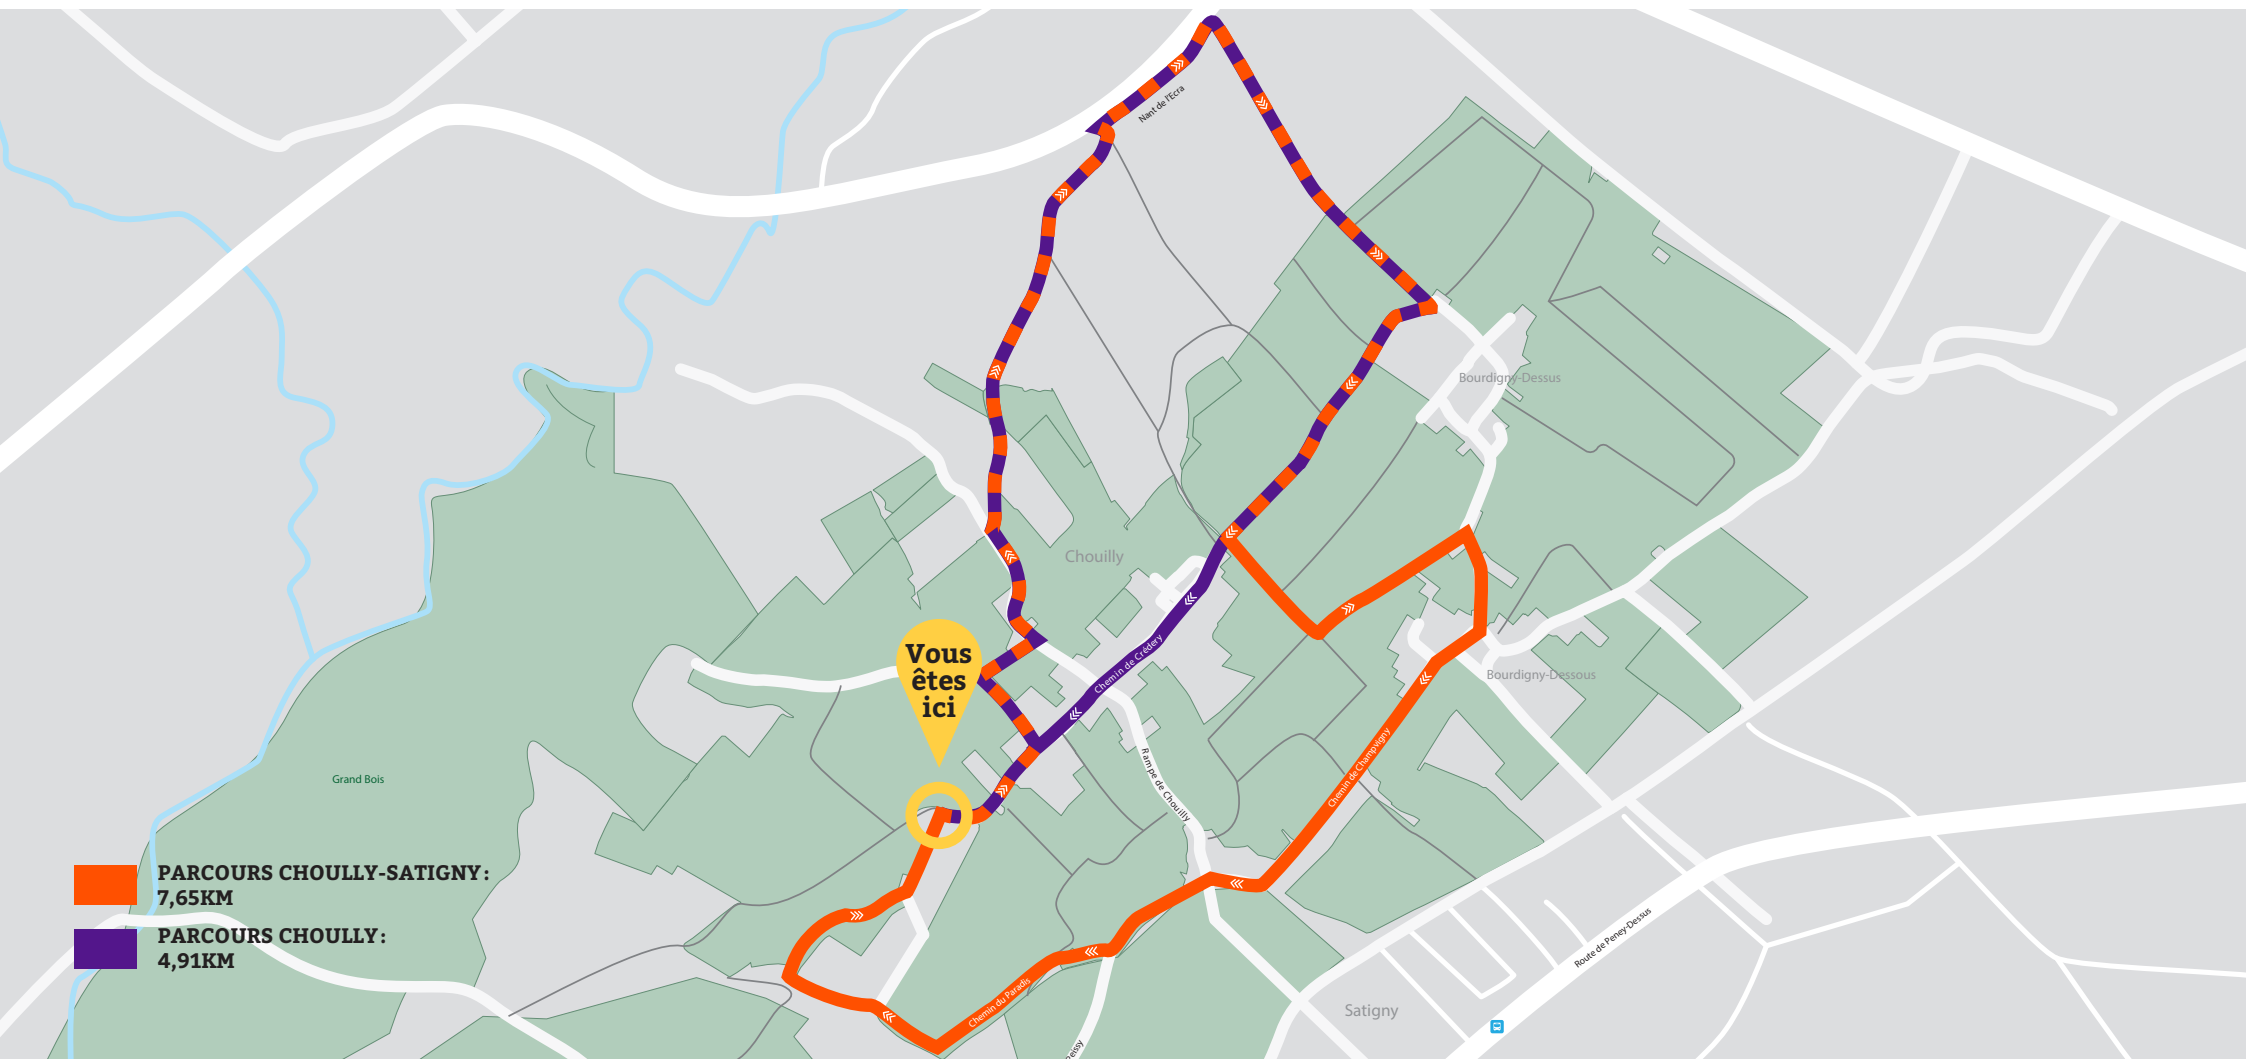 Nant de l'Ecra
Bourdigny-Dessus
Chouilly
Vous
êtes
ici
Chemin de Crédery
Bourdigny-Dessous
Rampe de Chouilly
Chemin de Champvigny
Grand Bois
PARCOURS CHOULLY-SATIGNY:
7,65KM
PARCOURS CHOULLY:
4,91KM
Route de Peney-Dessus
Chemin du Paradis
Satigny